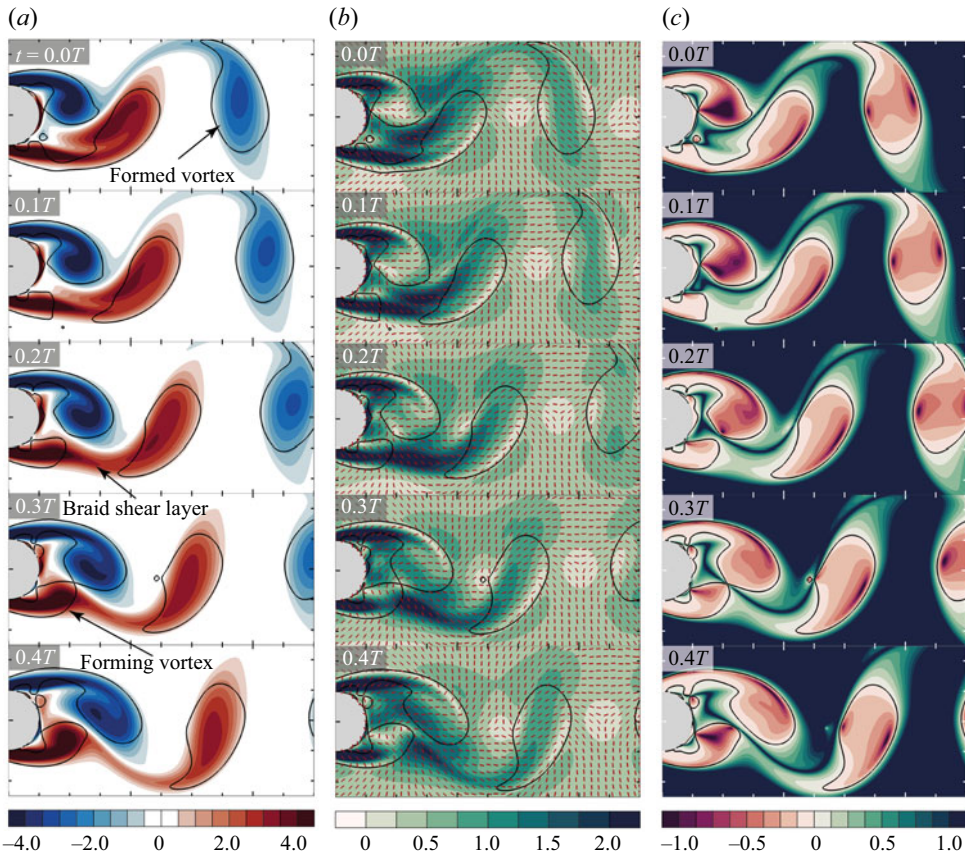 (a)
(b)
(c)
t = 0.0T
0.0T
0.0T
Formed vortex
0.1T
0.1T
0.1T
0.2T
0.2T
0.2T
Braid shear layer
0.3T
0.3T
0.3T
Forming vortex
0.4T
0.4T
0.4T
–4.0 –2.0 0 2.0 4.0
0 0.5 1.0 1.5 2.0
–1.0 –0.5 0 0.5 1.0